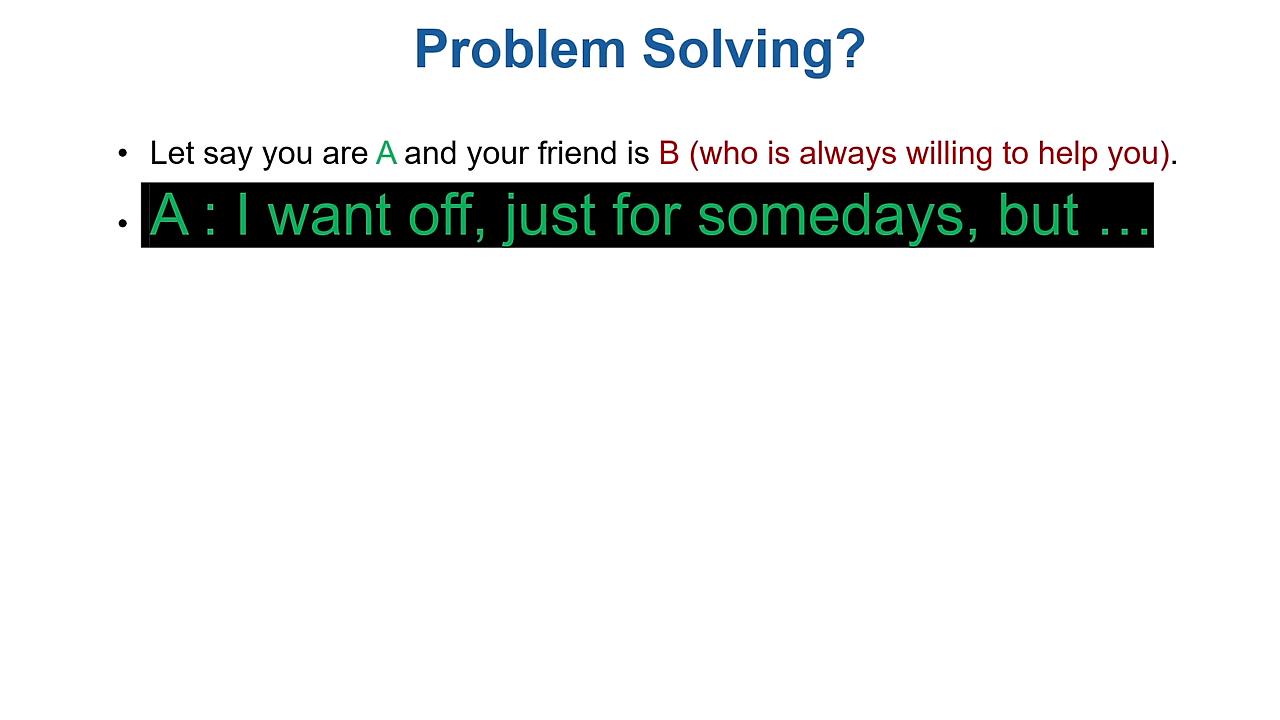 Problem Solving?
• Let say you are A and your friend is B (who is always willing to help you).
• A : I want off, just for somedays, but …